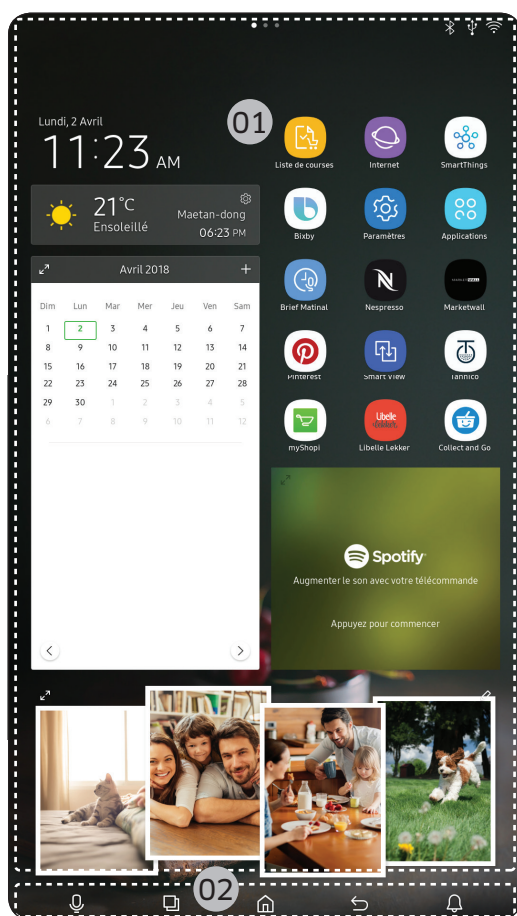 Lundi, 2 Avril
11:23 AM
01
21°C
Ensoleillé
Maetan-dong
06:23 PM
Avril 2018
Dim Lun Mar Mer Jeu Ven Sam
1 2 3 4 5 6 7
8 9 10 11 12 13 14
15 16 17 18 19 20 21
22 23 24 25 26 27 28
29 30 1 2 3 4 5
6 7 8 9 10 11 12
Liste de courses
Internet
SmartThings
Bixby
Paramètres
Applications
Brief Matinal
Nespresso
Marketwall
Pinterest
Smart View
Tannico
Libelle
myShopi
Libelle Lekker
Collect and Go
Spotify
Augmenter le son avec votre télécommande
Appuyez pour commencer
02